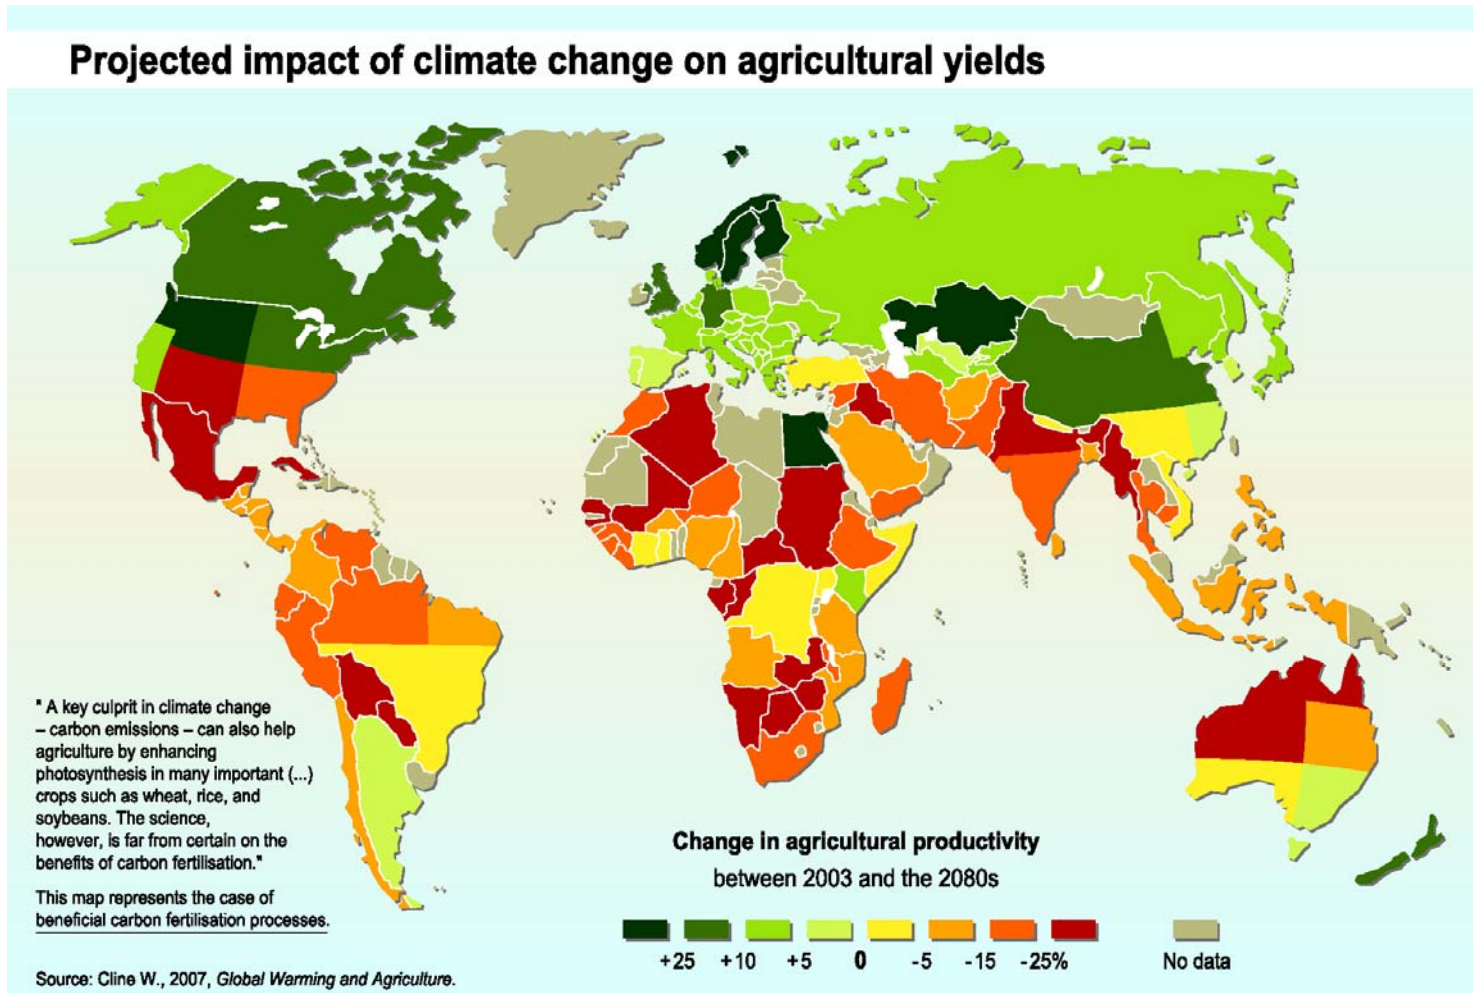 Projected impact of climate change on agricultural yields
" A key culprit in climate change
– carbon emissions – can also help
agriculture by enhancing
photosynthesis in many important (...)
crops such as wheat, rice, and
soybeans. The science,
however, is far from certain on the
benefits of carbon fertilisation."
This map represents the case of
beneficial carbon fertilisation processes.
Source: Cline W., 2007, Global Warming and Agriculture.
Change in agricultural productivity
between 2003 and the 2080s
+25 +10 +5 0 -5 -15 -25% No data